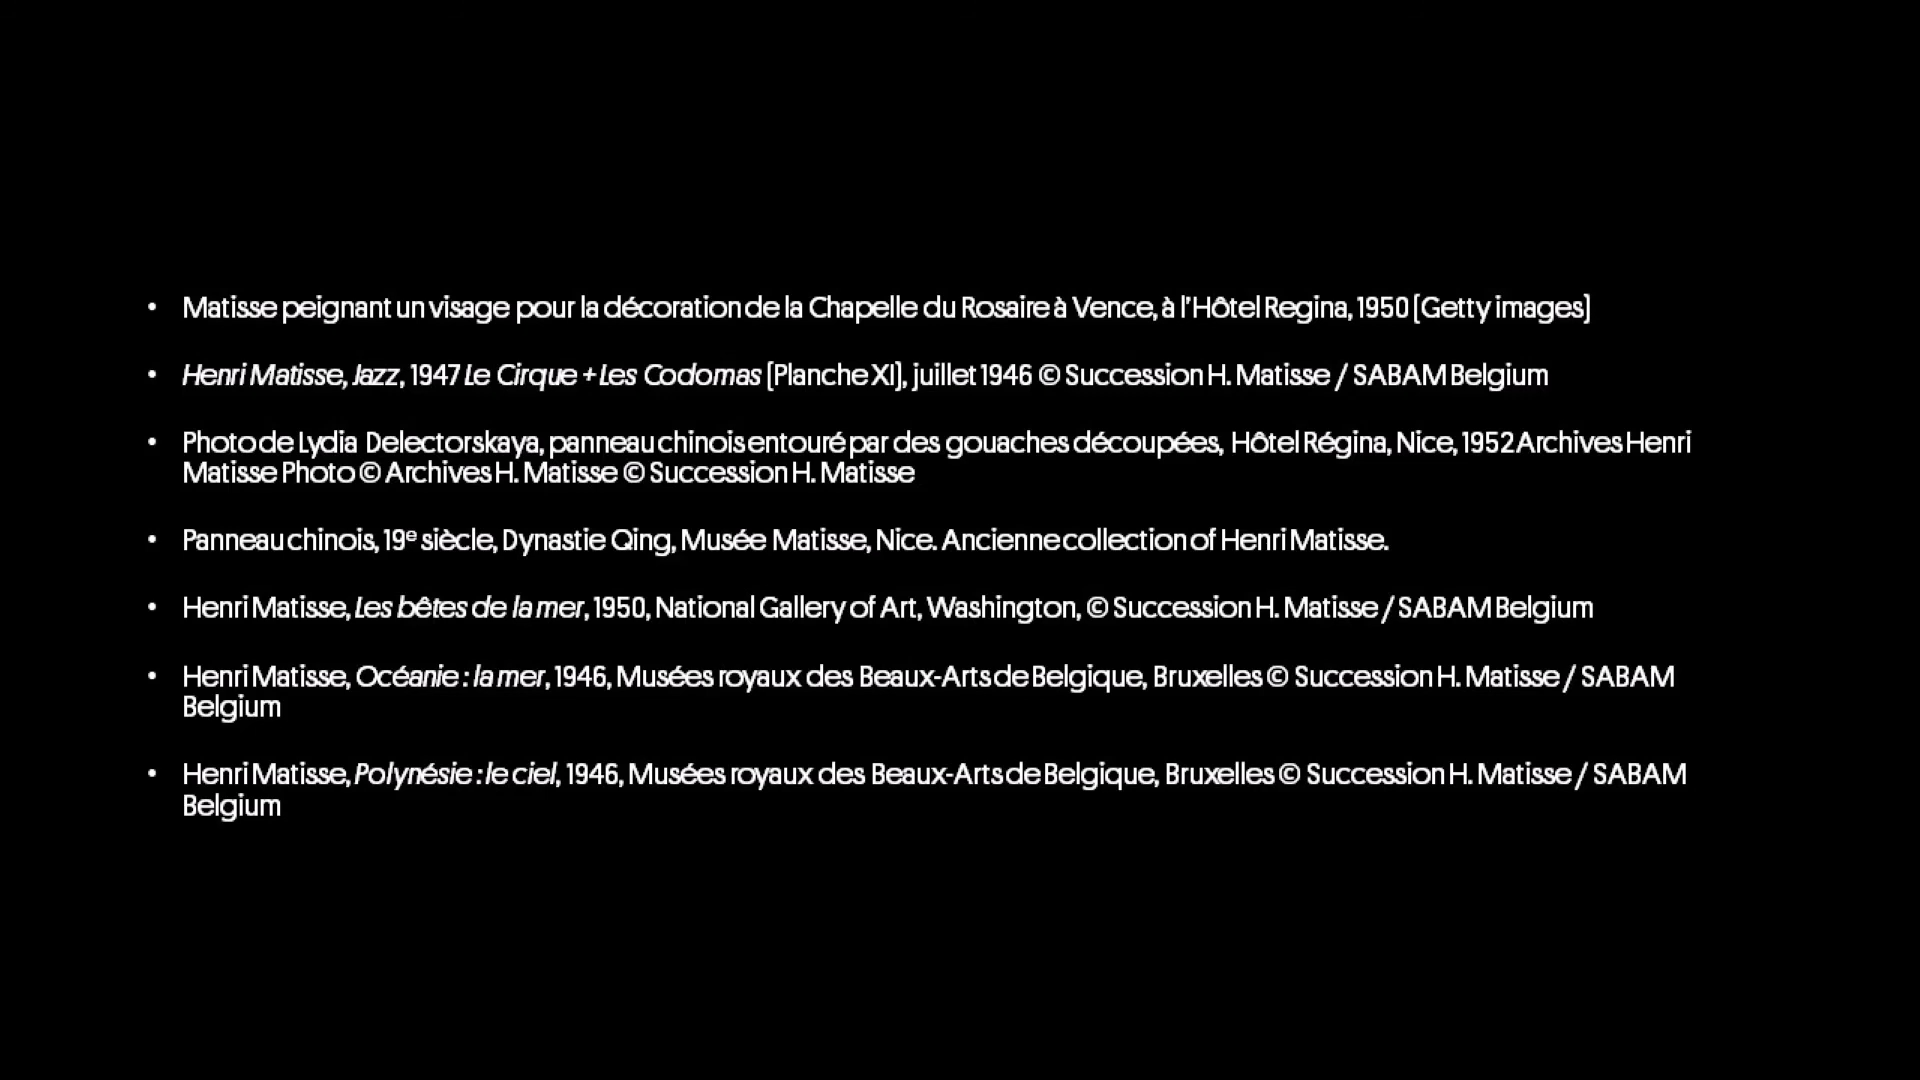 • Matisse peignant un visage pour la décoration de la Chapelle du Rosaire à Vence, à l'Hôtel Regina, 1950 [Getty images]
• Henri Matisse, Jazz, 1947 Le Cirque + Les Codomas [Planche XI], juillet 1946 © Succession H. Matisse / SABAM Belgium
• Photo de Lydia Delectorskaya, panneau chinois entouré par des gouaches découpées, Hôtel Régina, Nice, 1952 Archives Henri
Matisse Photo © Archives H. Matisse © Succession H. Matisse
• Panneau chinois, 19e siècle, Dynastie Qing, Musée Matisse, Nice. Ancienne collection of Henri Matisse.
• Henri Matisse, Les bêtes de la mer, 1950, National Gallery of Art, Washington, © Succession H. Matisse / SABAM Belgium
• Henri Matisse, Océanie : la mer, 1946, Musées royaux des Beaux-Arts de Belgique, Bruxelles © Succession H. Matisse / SABAM
Belgium
• Henri Matisse, Polynésie : le ciel, 1946, Musées royaux des Beaux-Arts de Belgique, Bruxelles © Succession H. Matisse / SABAM
Belgium